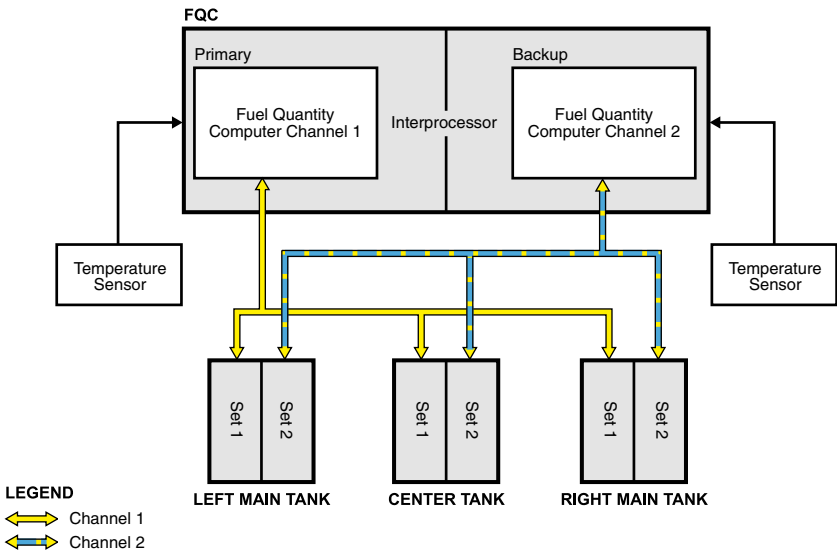 FQC
Primary
Backup
Fuel Quantity
Computer Channel 1
Interprocessor
Fuel Quantity
Computer Channel 2
Temperature
Sensor
Temperature
Sensor
Set 1
Set 2
Set 1
Set 2
Set 1
Set 2
LEFT MAIN TANK
CENTER TANK
RIGHT MAIN TANK
LEGEND
Channel 1
Channel 2